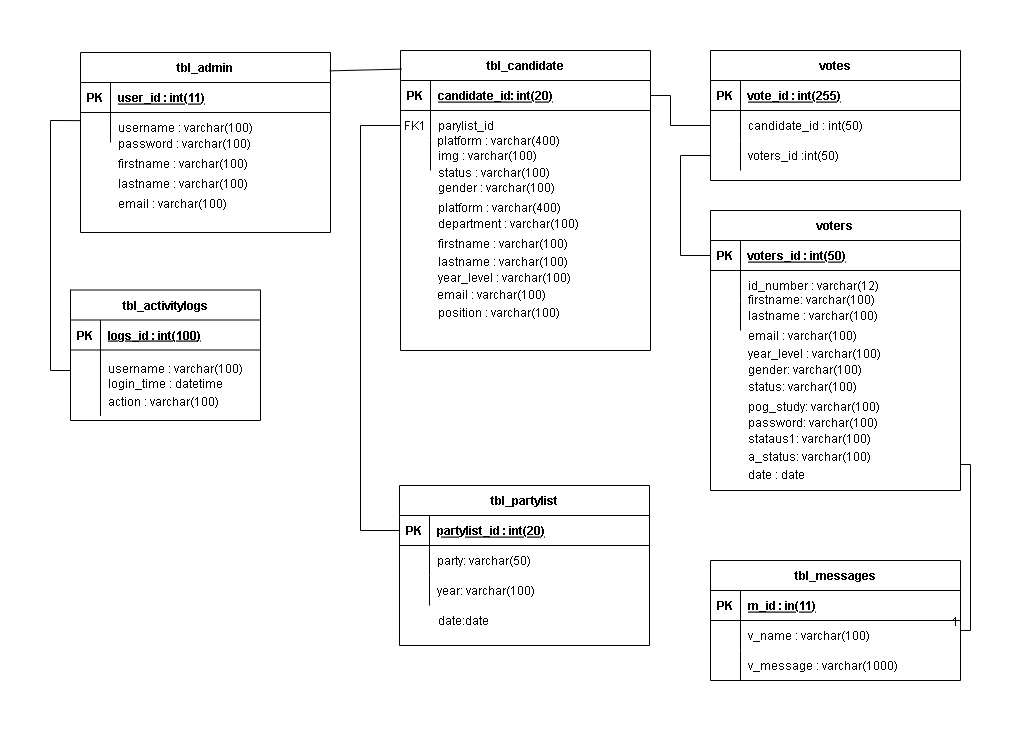 tbl_admin
PK user_id : int(11)
username : varchar(100)
password : varchar(100)
firstname : varchar(100)
lastname : varchar(100)
email : varchar(100)
tbl_candidate
PK candidate_id: int(20)
FK1 parylist_id
platform : varchar(400)
img : varchar(100)
status : varchar(100)
gender : varchar(100)
platform : varchar(400)
department : varchar(100)
firstname : varchar(100)
lastname : varchar(100)
year_level : varchar(100)
email : varchar(100)
position : varchar(100)
votes
PK vote_id : int(255)
candidate_id : int(50)
voters_id :int(50)
voters
PK voters_id : int(50)
id_number : varchar(12)
firstname: varchar(100)
lastname : varchar(100)
email : varchar(100)
year_level : varchar(100)
gender: varchar(100)
status: varchar(100)
pog_study: varchar(100)
password: varchar(100)
stataus1: varchar(100)
a_status: varchar(100)
date : date
tbl_activitylogs
PK logs_id : int(100)
username : varchar(100)
login_time : datetime
action : varchar(100)
tbl_partylist
PK partylist_id : int(20)
party: varchar(50)
year: varchar(100)
date:date
tbl_messages
PK m_id : in(11)
1
v_name : varchar(100)
v_message : varchar(1000)